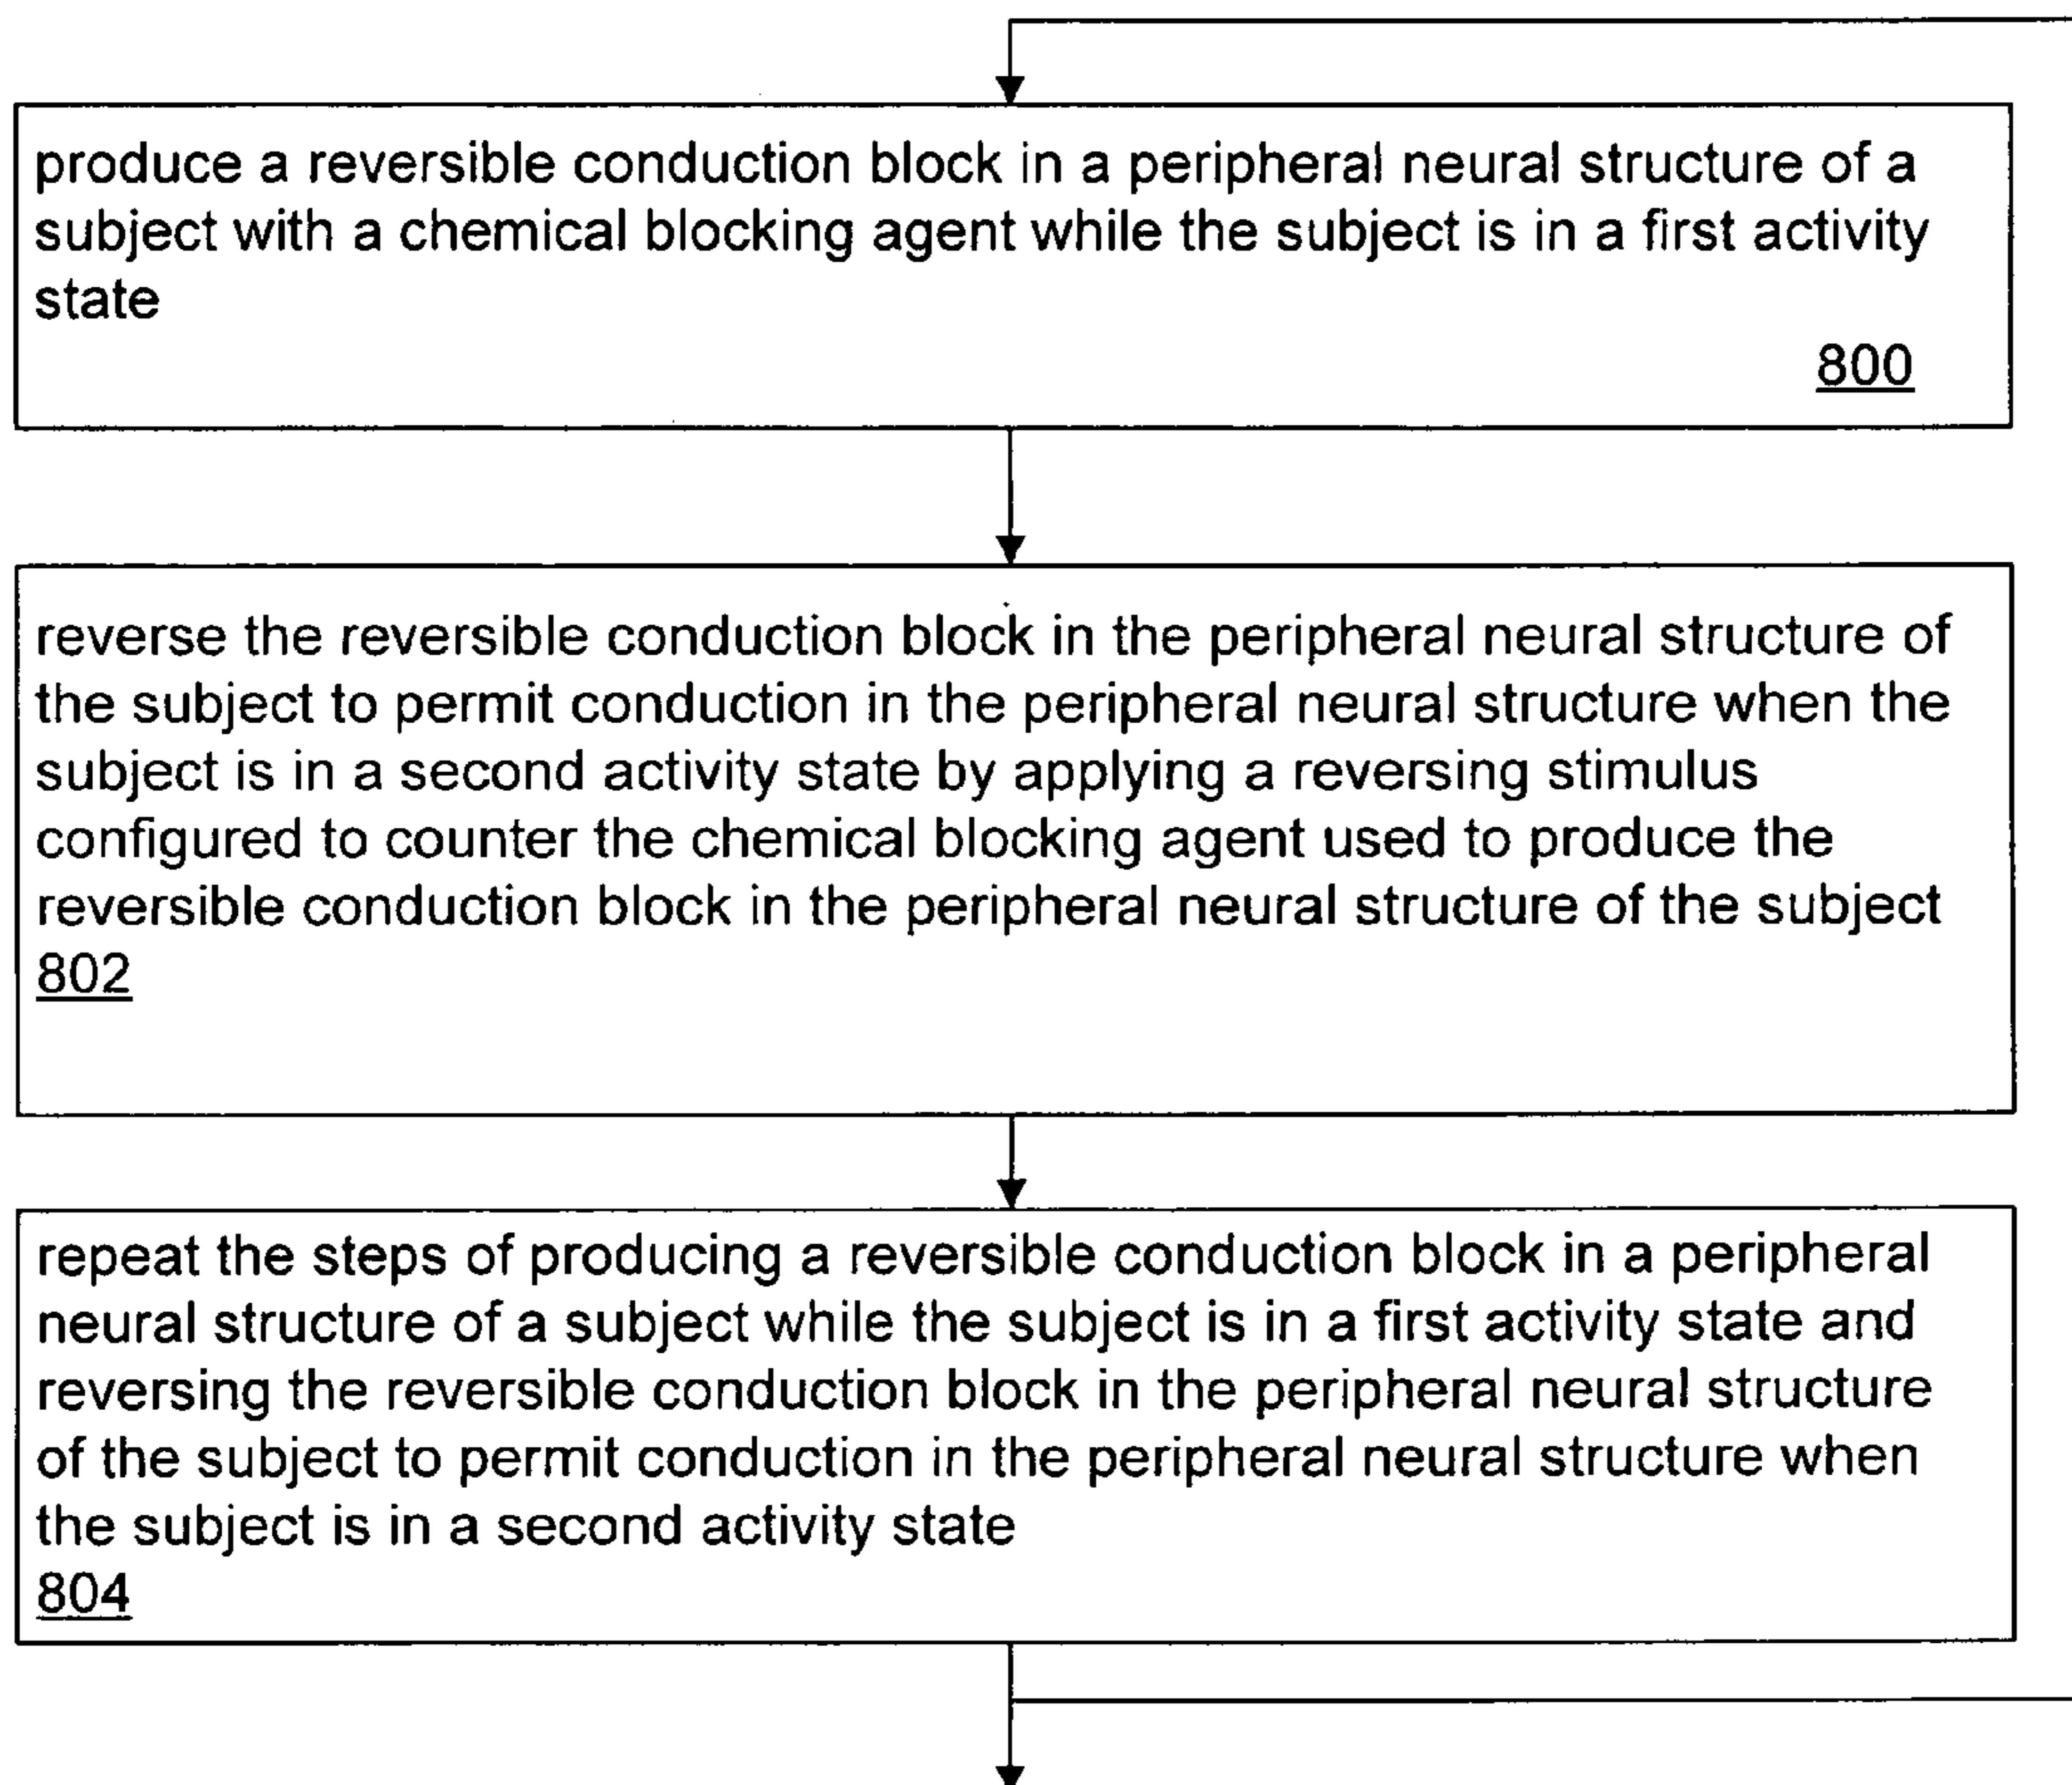 produce a reversible conduction block in a peripheral neural structure of a
subject with a chemical blocking agent while the subject is in a first activity
state
800
reverse the reversible conduction block in the peripheral neural structure of
the subject to permit conduction in the peripheral neural structure when the
subject is in a second activity state by applying a reversing stimulus
configured to counter the chemical blocking agent used to produce the
reversible conduction block in the peripheral neural structure of the subject
802
repeat the steps of producing a reversible conduction block in a peripheral
neural structure of a subject while the subject is in a first activity state and
reversing the reversible conduction block in the peripheral neural structure
of the subject to permit conduction in the peripheral neural structure when
the subject is in a second activity state
804